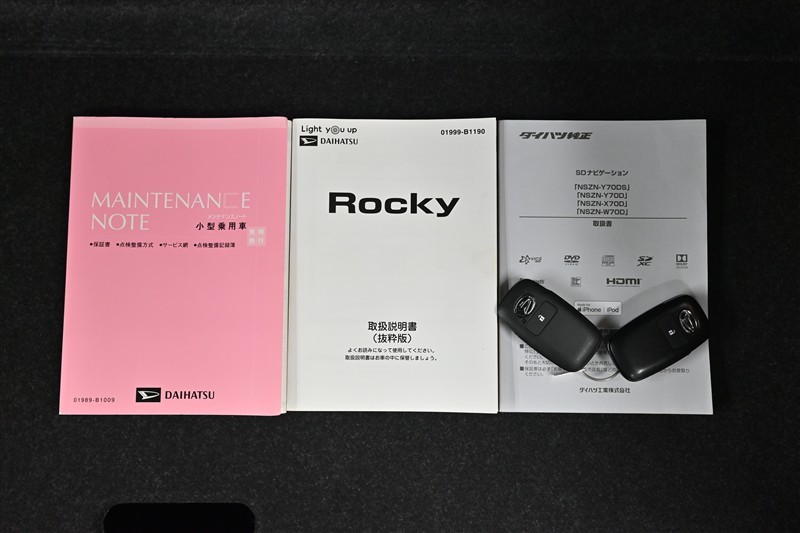 MAINTENANCE
NOTE
メンテナンスノート
小型乗用車
●保証書 ●点検整備方式 ●サービス網 ●点検整備記録簿
DAIHATSU
01989-B1009
Light you up
DAIHATSU
01999-B1190
Rocky
取扱説明書
(抜粋版)
よくお読みになって使用してください。
取扱説明書はお車の中に保管しましょう。
ダイハツ純正
SDナビゲーション
「NSZN-Y70DS」
「NSZN-Y70D」
「NSZN-X70D」
「NSZN-W70D」
取扱書
DVD
SD
XC
DOLBY
HDMI
iPhone iPod
ダイハツ工業株式会社